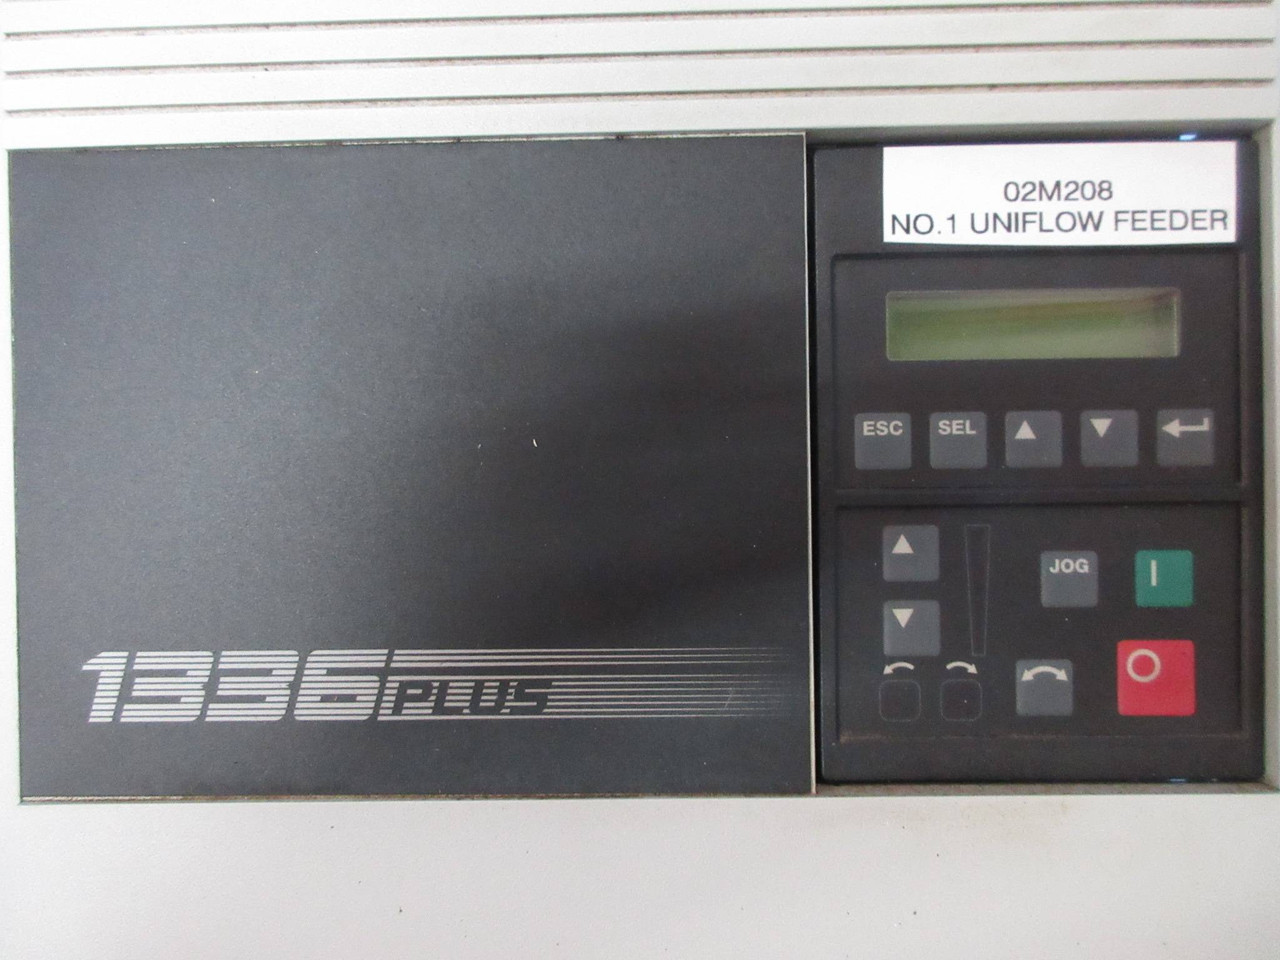 02M208
NO.1 UNIFLOW FEEDER
ESC SEL
JOG I
O
1336 PLUS